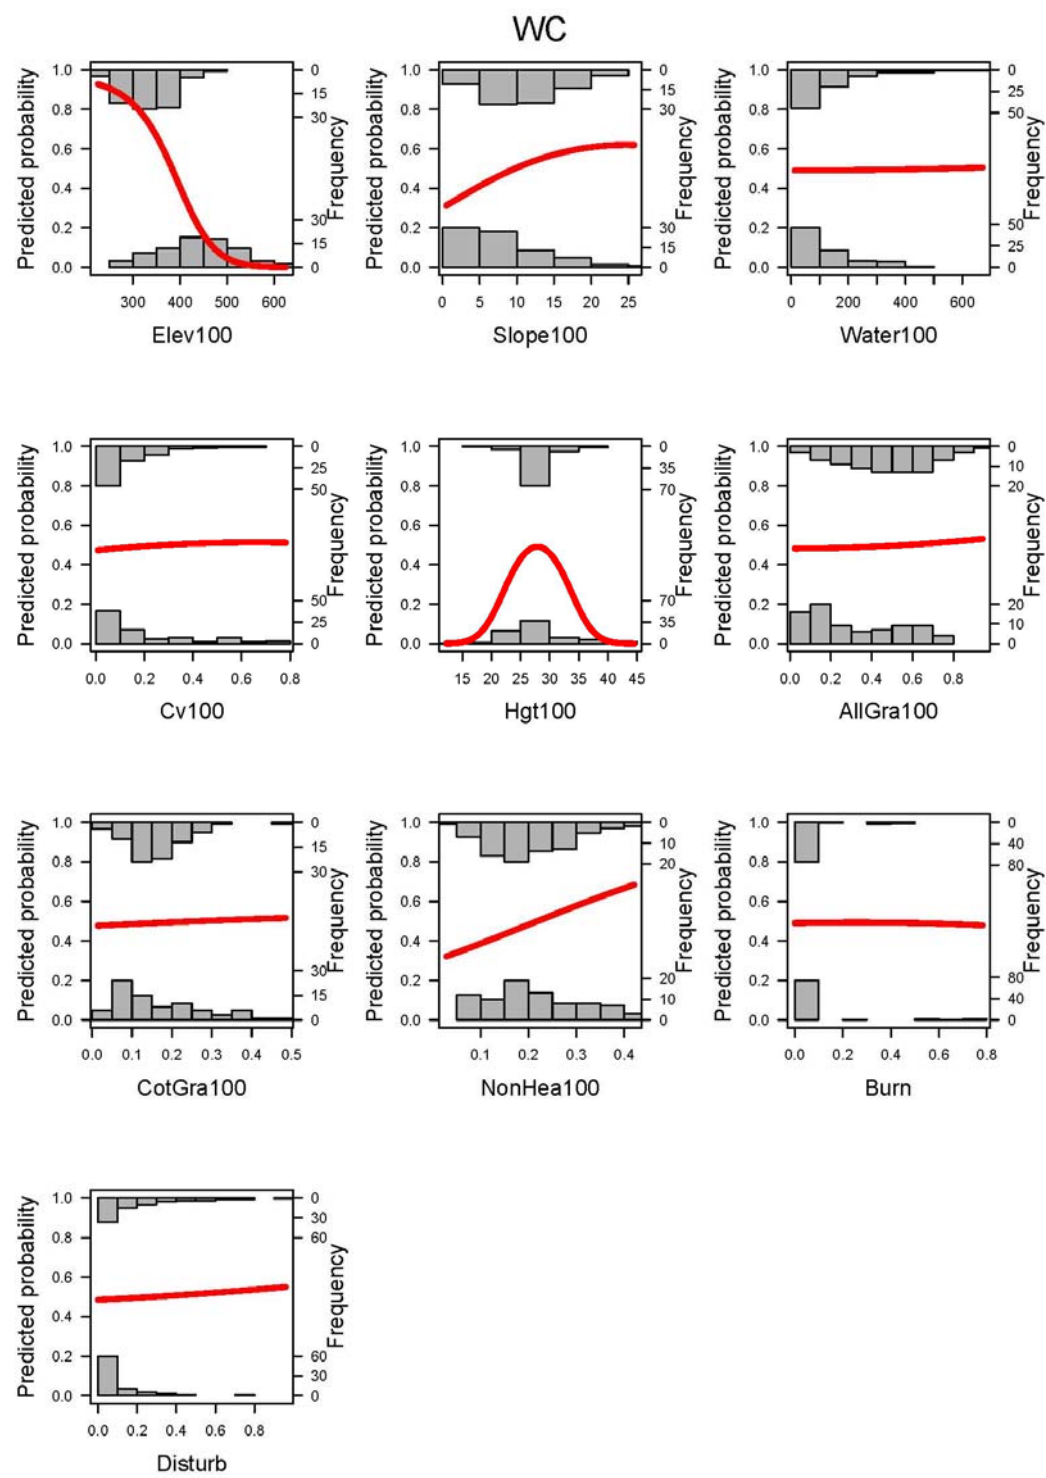 WC
Predicted probability
1.0
0.8
0.6
0.4
0.2
0.0
0
15
30
30
15
0
Frequency
300 400 500 600
Elev100
Predicted probability
1.0
0.8
0.6
0.4
0.2
0.0
0
15
30
30
15
0
Frequency
0 5 10 15 20 25
Slope100
Predicted probability
1.0
0.8
0.6
0.4
0.2
0.0
0
25
50
50
25
0
Frequency
0 200 400 600
Water100
Predicted probability
1.0
0.8
0.6
0.4
0.2
0.0
0
25
50
50
25
0
Frequency
0.0 0.2 0.4 0.6 0.8
Cv100
Predicted probability
1.0
0.8
0.6
0.4
0.2
0.0
0
35
70
70
35
0
Frequency
15 20 25 30 35 40 45
Hgt100
Predicted probability
1.0
0.8
0.6
0.4
0.2
0.0
0
10
20
20
10
0
Frequency
0.0 0.2 0.4 0.6 0.8
AllGra100
Predicted probability
1.0
0.8
0.6
0.4
0.2
0.0
0
15
30
30
15
0
Frequency
0.0 0.1 0.2 0.3 0.4 0.5
CotGra100
Predicted probability
1.0
0.8
0.6
0.4
0.2
0.0
0
10
20
20
10
0
Frequency
0.1 0.2 0.3 0.4
NonHea100
Predicted probability
1.0
0.8
0.6
0.4
0.2
0.0
0
40
80
80
40
0
Frequency
0.0 0.2 0.4 0.6 0.8
Burn
Predicted probability
1.0
0.8
0.6
0.4
0.2
0.0
0
30
60
60
30
0
Frequency
0.0 0.2 0.4 0.6 0.8
Disturb